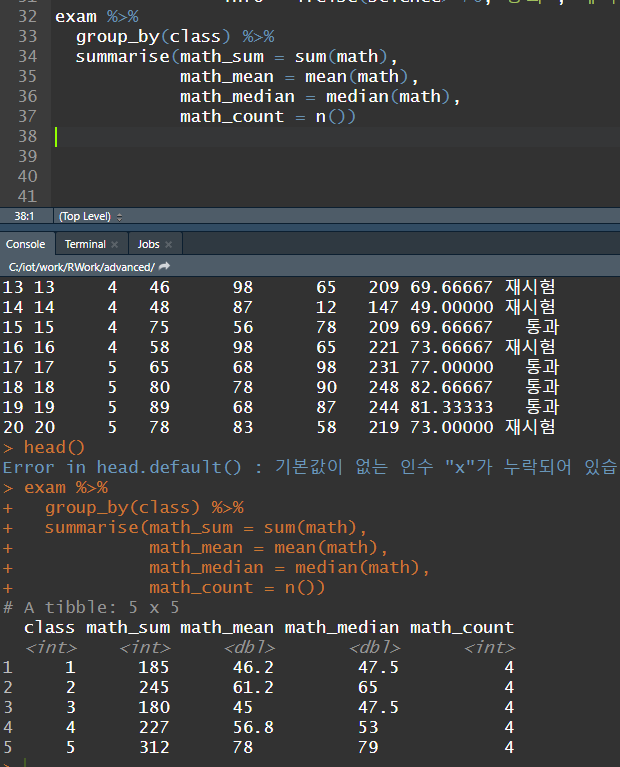 32 exam %>%
33   group_by(class) %>%
34   summarise(math_sum = sum(math),
35             math_mean = mean(math),
36             math_median = median(math),
37             math_count = n())
38
39
40
41
38:1 (Top Level)
Console Terminal Jobs
C:/iot/work/RWork/advanced/
13 13 4 46 98 65 209 69.66667 재시험
14 14 4 48 87 12 147 49.00000 재시험
15 15 4 75 56 78 209 69.66667 통과
16 16 4 58 98 65 221 73.66667 재시험
17 17 5 65 68 98 231 77.00000 통과
18 18 5 80 78 90 248 82.66667 통과
19 19 5 89 68 87 244 81.33333 통과
20 20 5 78 83 58 219 73.00000 재시험
> head()
Error in head.default() : 기본값이 없는 인수 "x"가 누락되어 있습
> exam %>%
+   group_by(class) %>%
+   summarise(math_sum = sum(math),
+             math_mean = mean(math),
+             math_median = median(math),
+             math_count = n())
# A tibble: 5 x 5
class math_sum math_mean math_median math_count
<int> <int> <dbl> <dbl> <int>
1 1 185 46.2 47.5 4
2 2 245 61.2 65 4
3 3 180 45 47.5 4
4 4 227 56.8 53 4
5 5 312 78 79 4
>